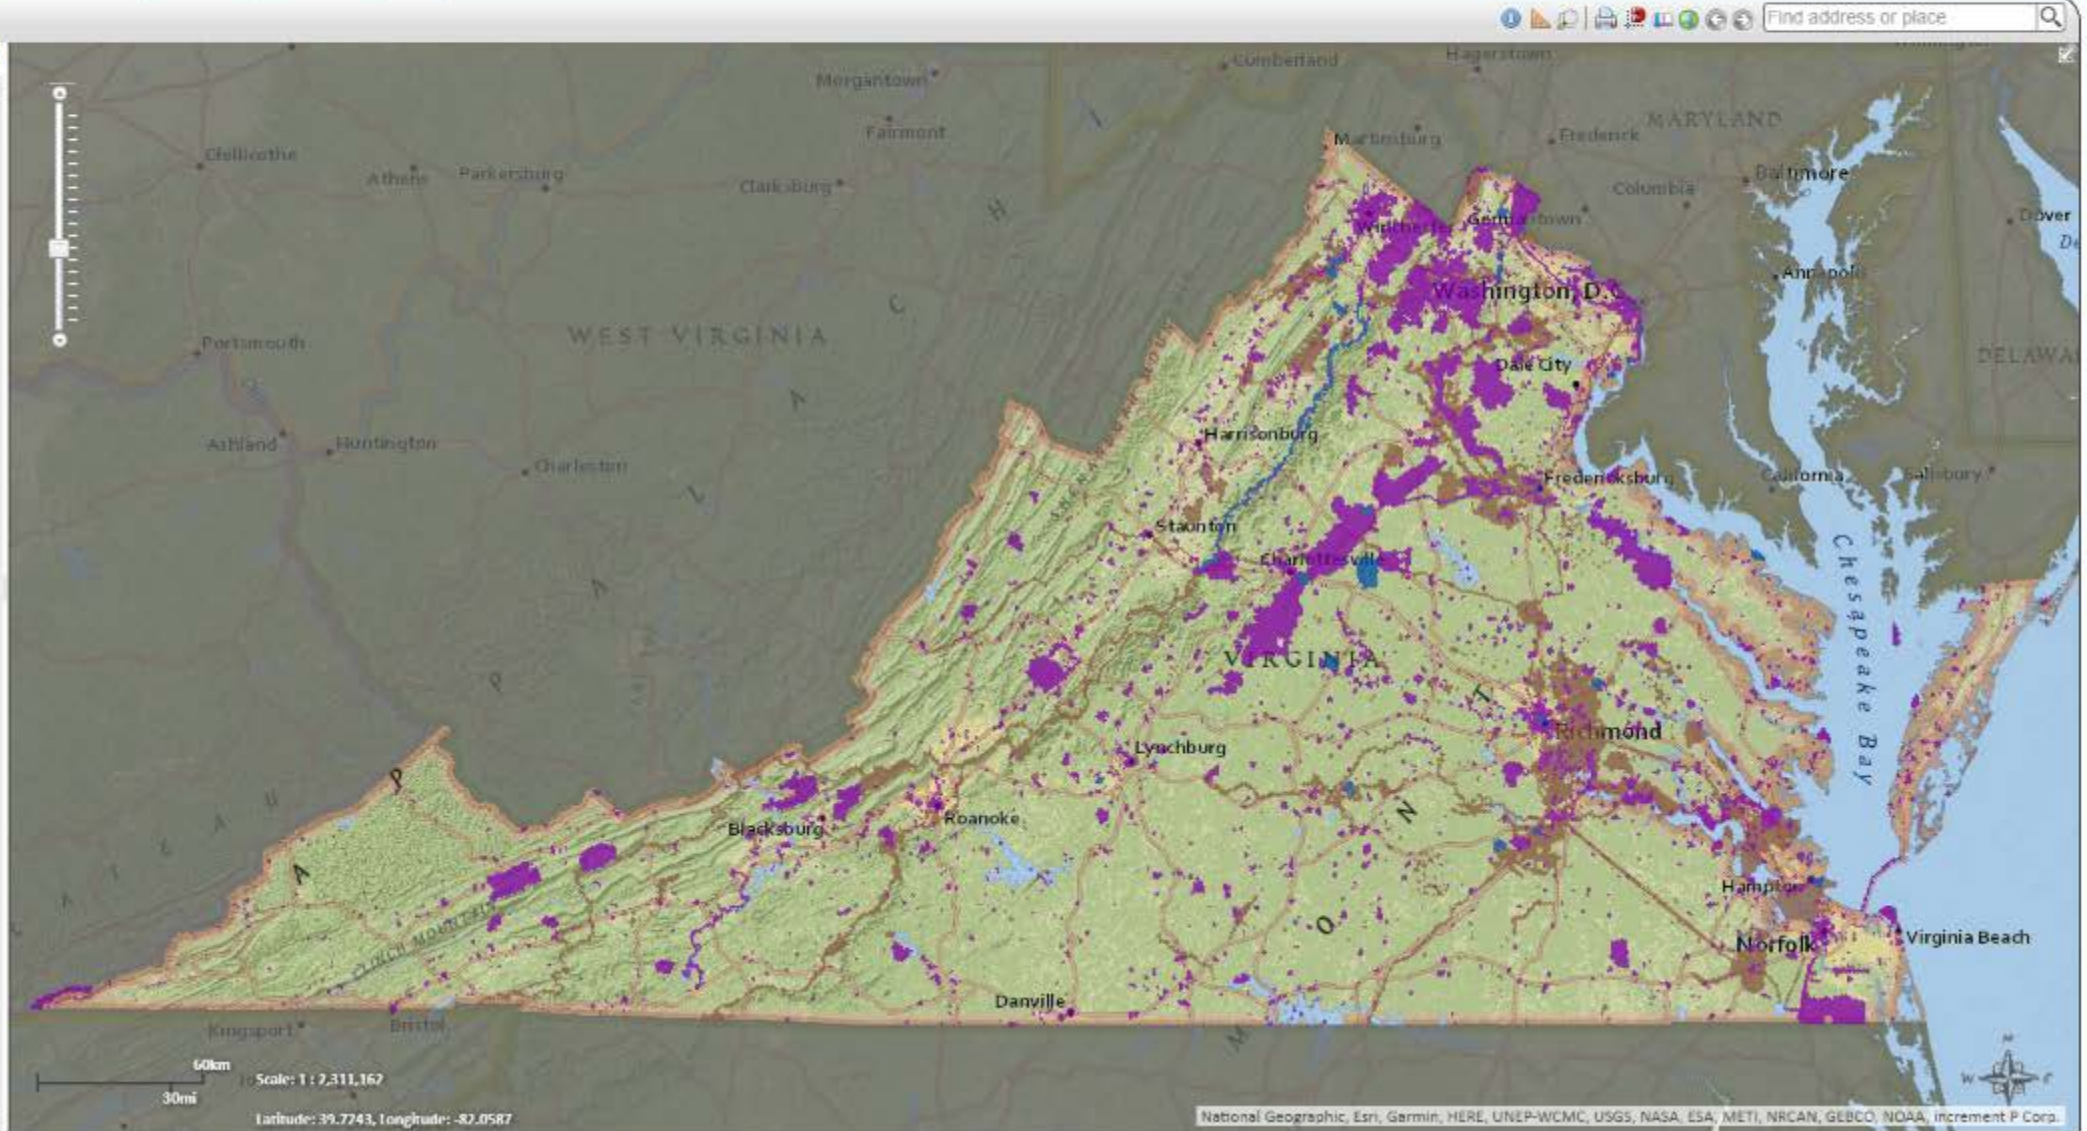 Find address or place
Cumberland
Hagerstown
Morgantown
Martinsburg
Frederick
MARYLAND
Fairmont
Chillicothe
Athens
Parkersburg
Clarksburg
Columbia
Baltimore
Winchester
Germantown
Dover
Annapolis
Washington, D.C.
WEST VIRGINIA
Portsmouth
DELAWA
Dale City
Ashland
Huntington
Charleston
Harrisonburg
Fredericksburg
California
Salisbury
Staunton
Charlottesville
Chesapeake Bay
VIRGINIA
Richmond
Lynchburg
Blacksburg
Roanoke
CLINCH MOUNTAIN
Hampton
Norfolk
Virginia Beach
Danville
Kingsport
Bristol
60km
30mi
Scale: 1 : 2,311,162
Latitude: 39.7243, Longitude: -82.0587
N
W
E
National Geographic, Esri, Garmin, HERE, UNEP-WCMC, USGS, NASA, ESA, METI, NRCAN, GEBCO, NOAA, increment P Corp.